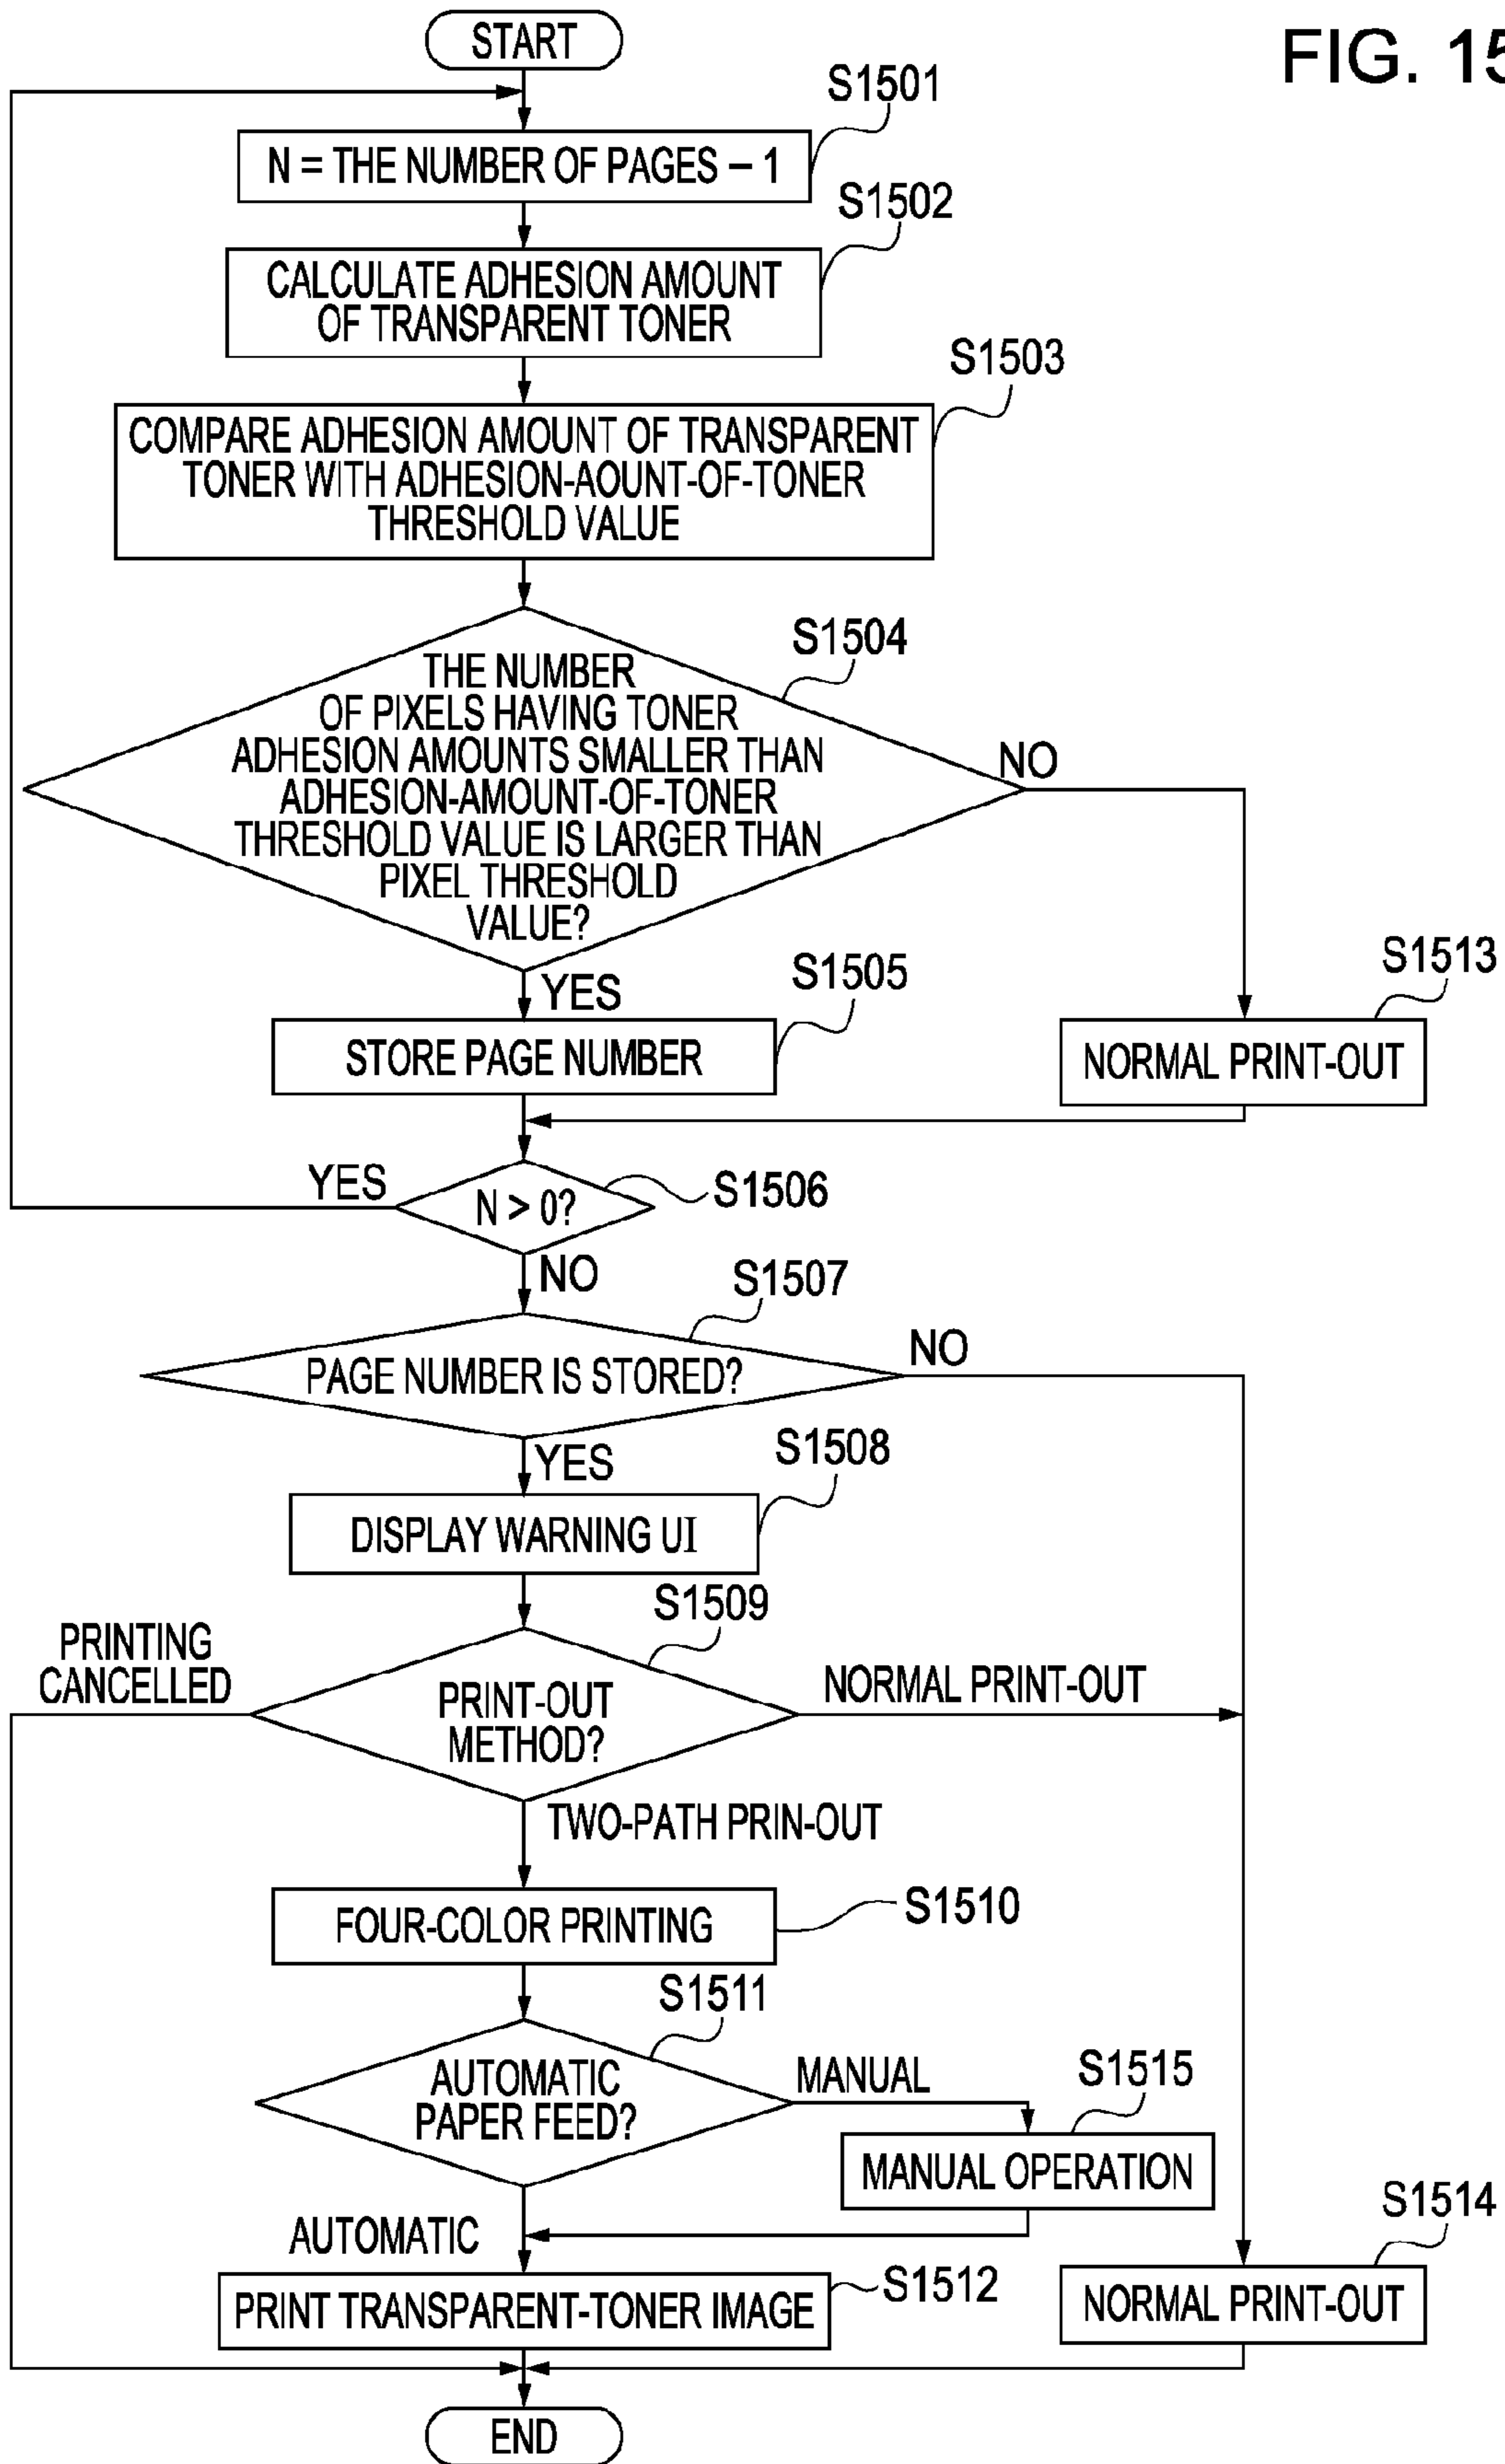 FIG. 15
START
S1501
N = THE NUMBER OF PAGES – 1
S1502
CALCULATE ADHESION AMOUNT
OF TRANSPARENT TONER
S1503
COMPARE ADHESION AMOUNT OF TRANSPARENT
TONER WITH ADHESION-AOUNT-OF-TONER
THRESHOLD VALUE
S1504
THE NUMBER
OF PIXELS HAVING TONER
ADHESION AMOUNTS SMALLER THAN
ADHESION-AMOUNT-OF-TONER
THRESHOLD VALUE IS LARGER THAN
PIXEL THRESHOLD
VALUE?
NO
YES
S1505
STORE PAGE NUMBER
S1513
NORMAL PRINT-OUT
YES
N > 0?
S1506
NO
S1507
PAGE NUMBER IS STORED?
NO
YES
S1508
DISPLAY WARNING UI
S1509
PRINTING
CANCELLED
PRINT-OUT
METHOD?
NORMAL PRINT-OUT
TWO-PATH PRIN-OUT
FOUR-COLOR PRINTING
S1510
S1511
AUTOMATIC
PAPER FEED?
MANUAL
S1515
MANUAL OPERATION
AUTOMATIC
S1514
PRINT TRANSPARENT-TONER IMAGE
S1512
NORMAL PRINT-OUT
END